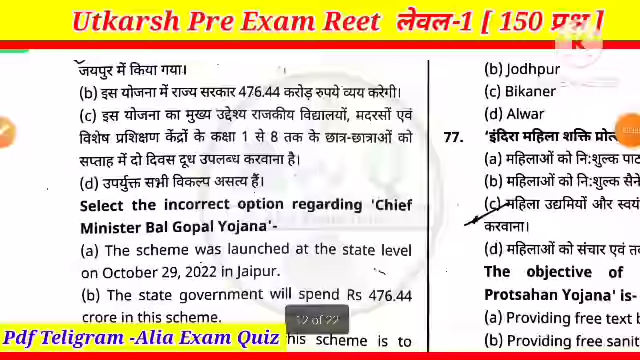 Utkarsh Pre Exam Reet लेवल-1 [ 150 प्रश्न ]
जयपुर में किया गया।
(b) इस योजना में राज्य सरकार 476.44 करोड़ रुपये व्यय करेगी।
(c) इस योजना का मुख्य उद्देश्य राजकीय विद्यालयों, मदरसों एवं
विशेष प्रशिक्षण केंद्रों के कक्षा 1 से 8 तक के छात्र-छात्राओं को
सप्ताह में दो दिवस दूध उपलब्ध करवाना है।
(d) उपर्युक्त सभी विकल्प असत्य हैं।
Select the incorrect option regarding 'Chief
Minister Bal Gopal Yojana'-
(a) The scheme was launched at the state level
on October 29, 2022 in Jaipur.
(b) The state government will spend Rs 476.44
crore in this scheme.
his scheme is to
12 of 22
(b) Jodhpur
(c) Bikaner
(d) Alwar
77. 'इंदिरा महिला शक्ति
(a) महिलाओं को नि:शुल्क
(b) महिलाओं को नि:शुल्क
(c) महिला उद्यमियों और
करवाना।
(d) महिलाओं को संचार एवं
The objective of
Protsahan Yojana' is-
(a) Providing free text
(b) Providing free
Pdf Teligram -Alia Exam Quiz